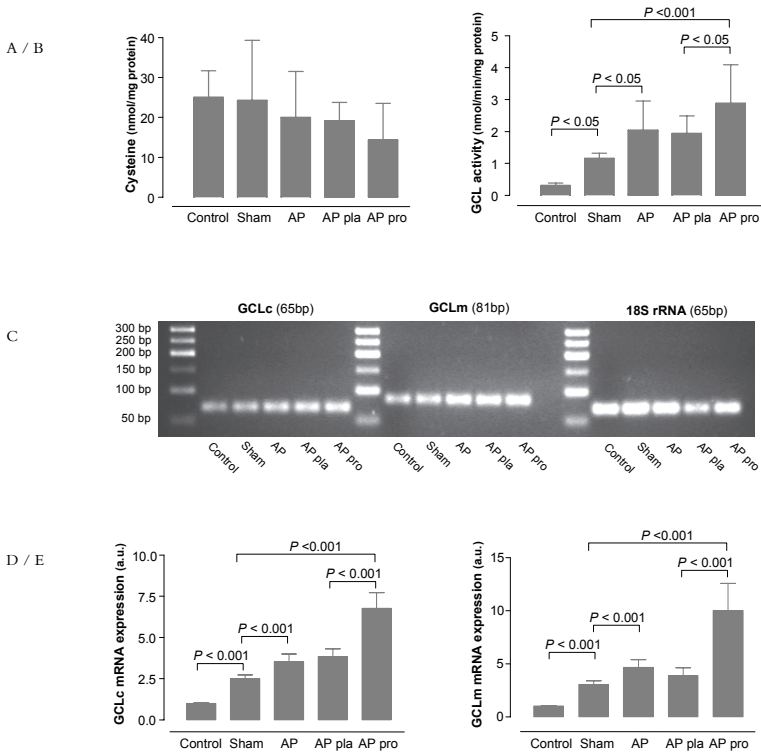 A / B
Cysteine (nmol/mg protein)
40
30
20
10
0
Control Sham AP AP pla AP pro
GCL activity (nmol/min/mg protein)
5
4
3
2
1
0
P < 0.05
P < 0.05
P < 0.05
P <0.001
Control Sham AP AP pla AP pro
C
GCLc (65bp) GCLm (81bp) 18S rRNA (65bp)
300 bp
250 bp
200 bp
150 bp
100 bp
50 bp
Control Sham AP AP pla AP pro
Control Sham AP AP pla AP pro
Control Sham AP AP pla AP pro
D / E
GCLc mRNA expression (a.u.)
10.0
7.5
5.0
2.5
0.0
P < 0.001
P < 0.001
P < 0.001
P <0.001
Control Sham AP AP pla AP pro
GCLm mRNA expression (a.u.)
15
10
5
0
P < 0.001
P < 0.001
P < 0.001
P <0.001
Control Sham AP AP pla AP pro